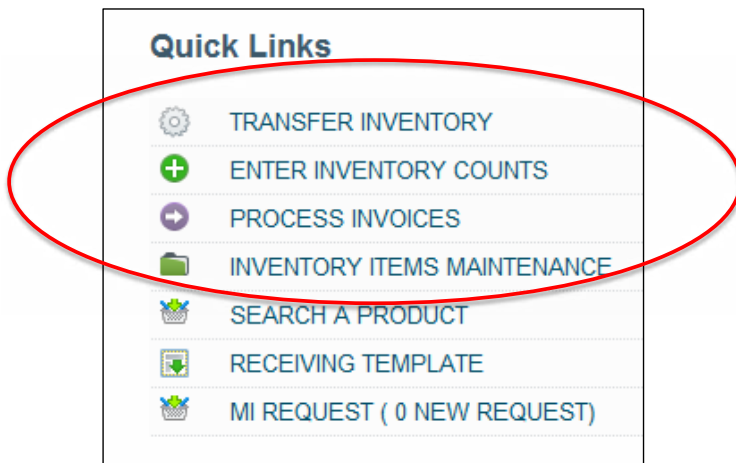 Quick Links
TRANSFER INVENTORY
ENTER INVENTORY COUNTS
PROCESS INVOICES
INVENTORY ITEMS MAINTENANCE
SEARCH A PRODUCT
RECEIVING TEMPLATE
MI REQUEST ( 0 NEW REQUEST)